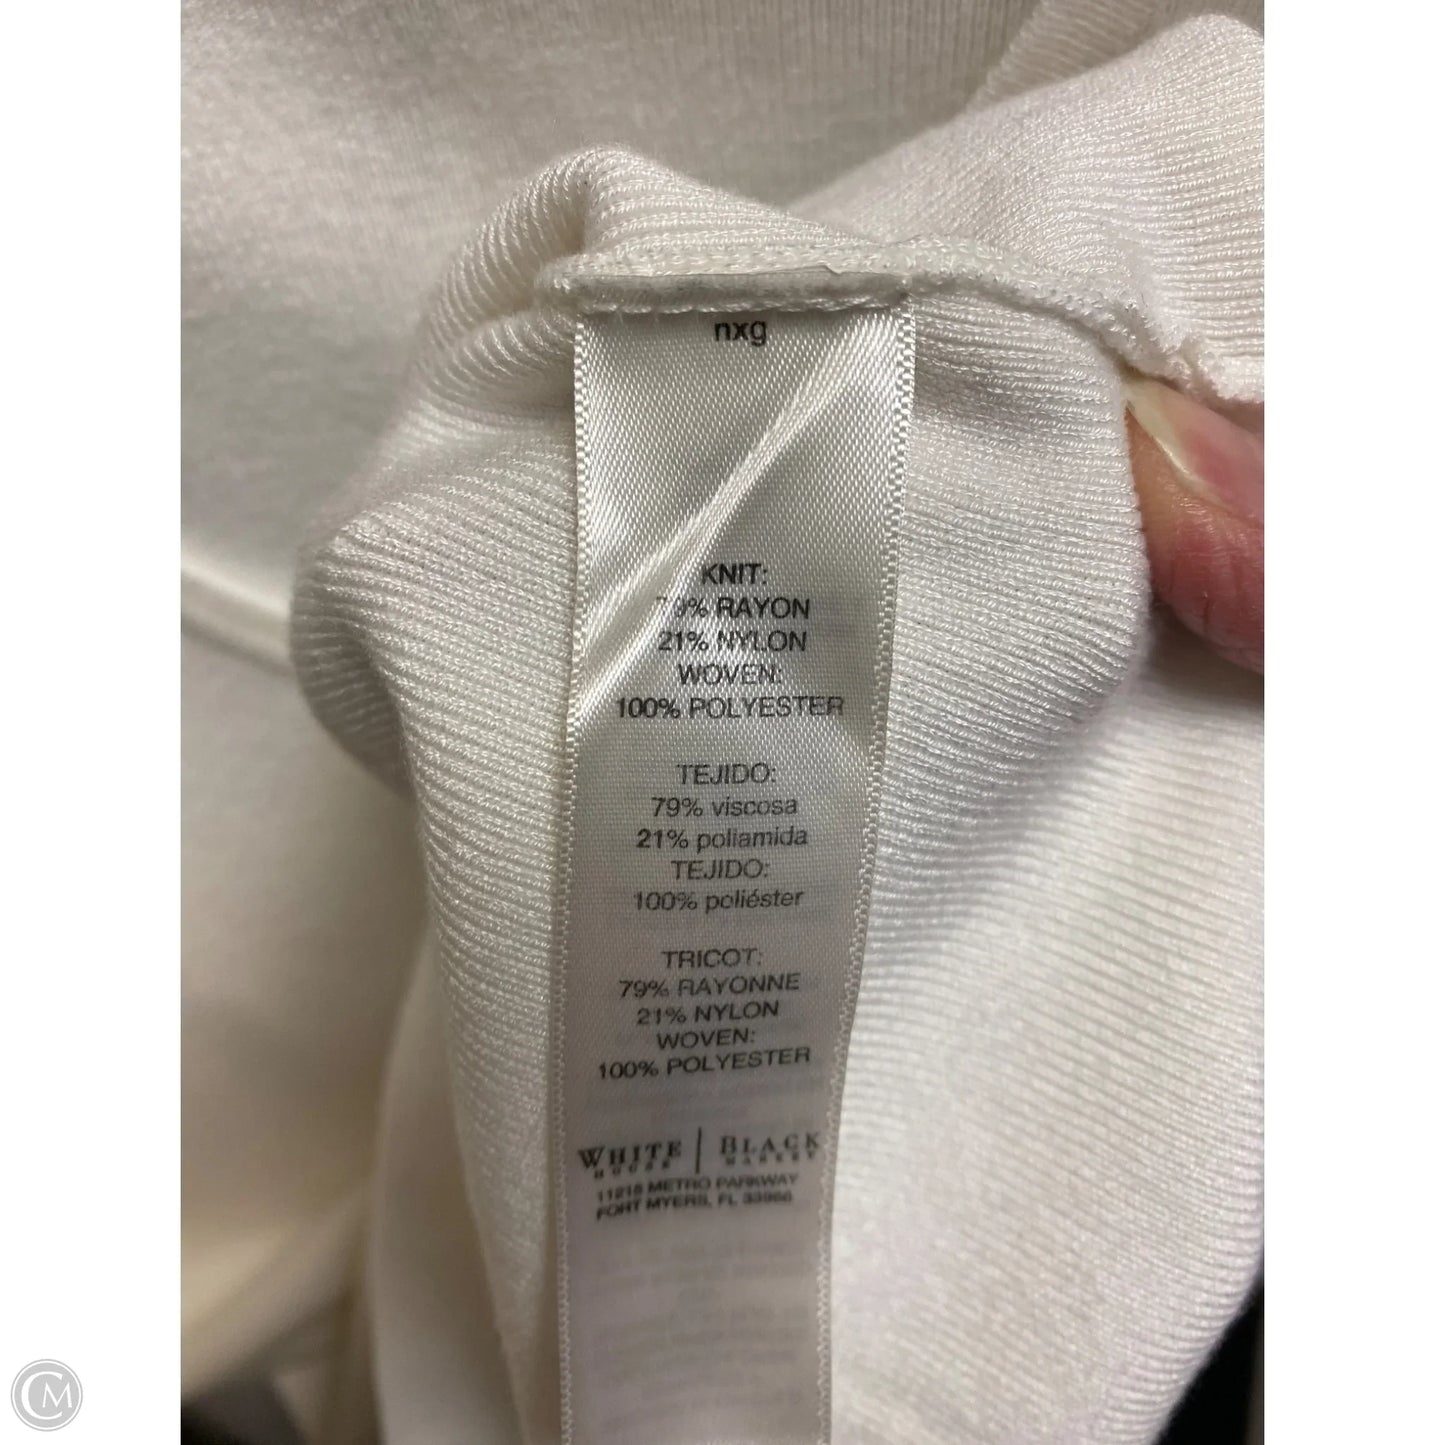 nxg
KNIT:
79% RAYON
21% NYLON
WOVEN:
100% POLYESTER
TEJIDO:
79% viscosa
21% poliamida
TEJIDO:
100% poliéster
TRICOT:
79% RAYONNE
21% NYLON
WOVEN:
100% POLYESTER
WHITE | BLACK
HOUSE MARKET
11215 METRO PARKWAY
FORT MYERS, FL 33966
CM